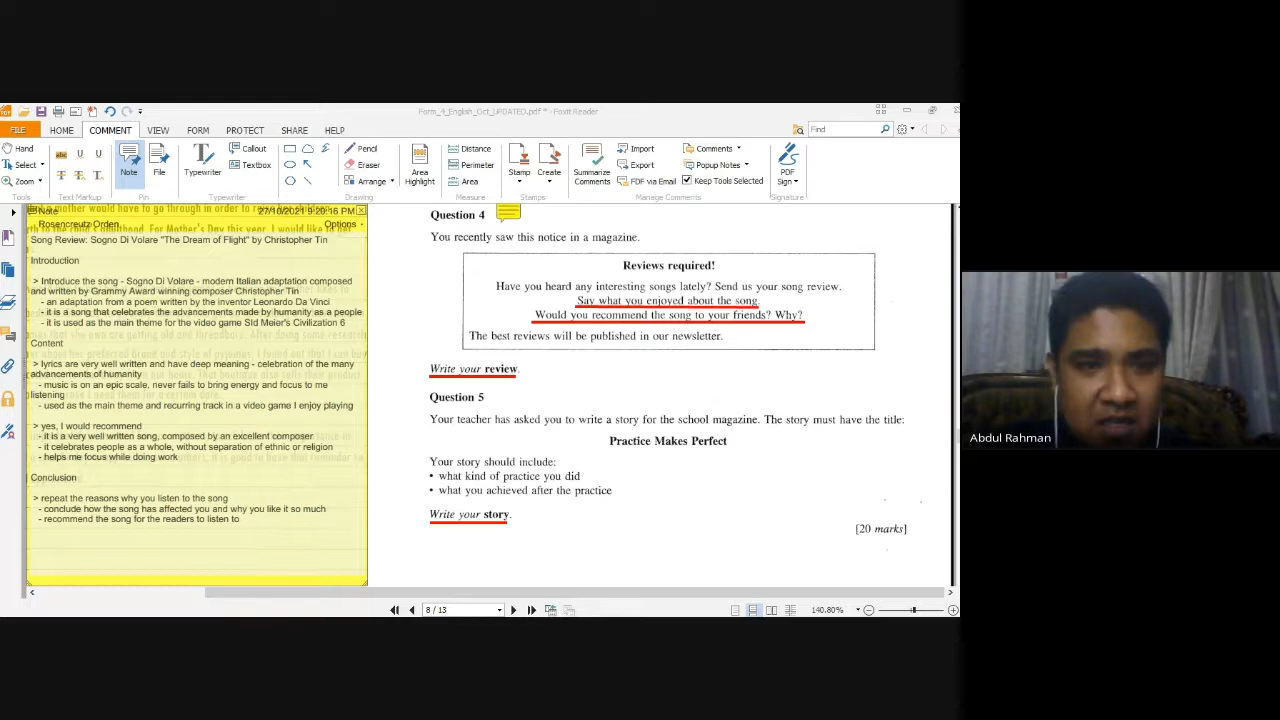 Form_4_English_Oct_UPDATED.pdf * - Foxit Reader
FILE HOME COMMENT VIEW FORM PROTECT SHARE HELP
Find
Hand
Select
Zoom
Tools
Text Markup
Note
File
Pin
Typewriter
Callout
Textbox
Typewriter
Pencil
Eraser
Arrange
Drawing
Area Highlight
Distance
Perimeter
Area
Measure
Stamp
Create
Stamps
Summarize Comments
Import
Export
FDF via Email
Comments
Popup Notes
Keep Tools Selected
Manage Comments
PDF Sign
Note 27/10/2021 9:20:16 PM
Rosencreutz Orden Options
Song Review: Sogno Di Volare "The Dream of Flight" by Christopher Tin
Introduction
> Introduce the song - Sogno Di Volare - modern Italian adaptation composed
and written by Grammy Award winning composer Christopher Tin
- an adaptation from a poem written by the inventor Leonardo Da Vinci
- it is a song that celebrates the advancements made by humanity as a people
- it is used as the main theme for the video game SId Meier's Civilization 6
Content
> lyrics are very well written and have deep meaning - celebration of the many
advancements of humanity
- music is on an epic scale, never fails to bring energy and focus to me
listening
- used as the main theme and recurring track in a video game I enjoy playing
> yes, I would recommend
- it is a very well written song, composed by an excellent composer
- it celebrates people as a whole, without separation of ethnic or religion
- helps me focus while doing work
Conclusion
> repeat the reasons why you listen to the song
- conclude how the song has affected you and why you like it so much
- recommend the song for the readers to listen to
Question 4
You recently saw this notice in a magazine.
Reviews required!
Have you heard any interesting songs lately? Send us your song review.
Say what you enjoyed about the song.
Would you recommend the song to your friends? Why?
The best reviews will be published in our newsletter.
Write your review.
Question 5
Your teacher has asked you to write a story for the school magazine. The story must have the title:
Practice Makes Perfect
Your story should include:
• what kind of practice you did
• what you achieved after the practice
Write your story.
[20 marks]
8 / 13
140.80%
Abdul Rahman